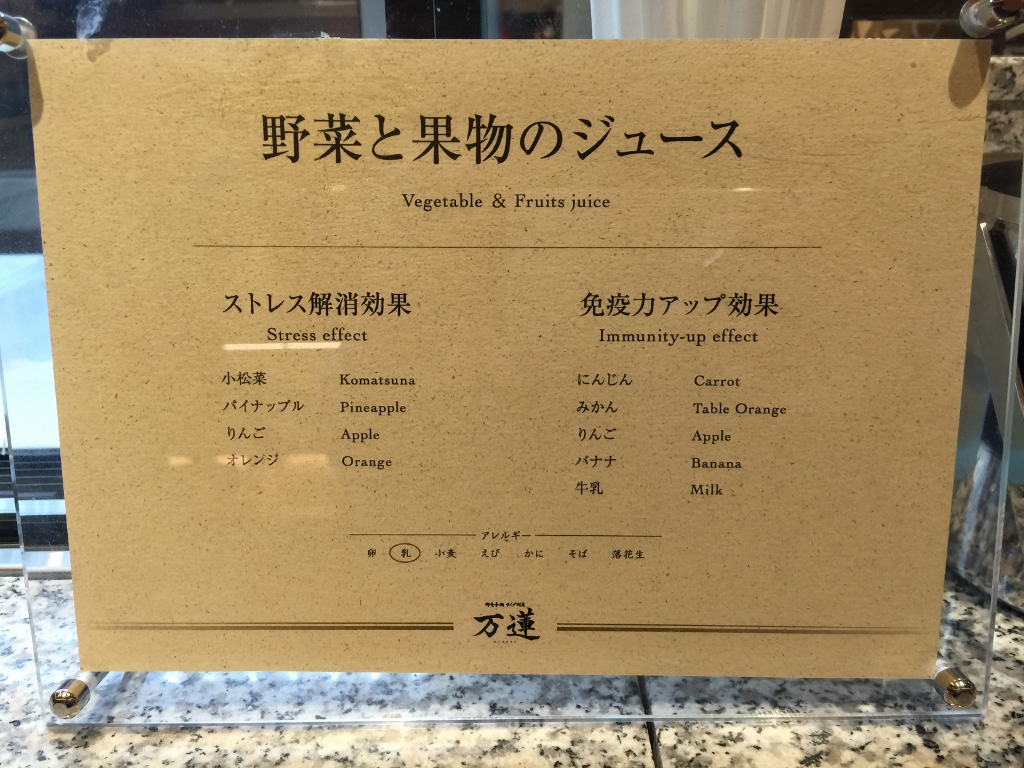 野菜と果物のジュース
Vegetable & Fruits juice
ストレス解消効果
Stress effect
小松菜 Komatsuna
パイナップル Pineapple
りんご Apple
オレンジ Orange
免疫力アップ効果
Immunity-up effect
にんじん Carrot
みかん Table Orange
りんご Apple
バナナ Banana
牛乳 Milk
アレルギー
卵 乳 小麦 えび かに そば 落花生
万蓮